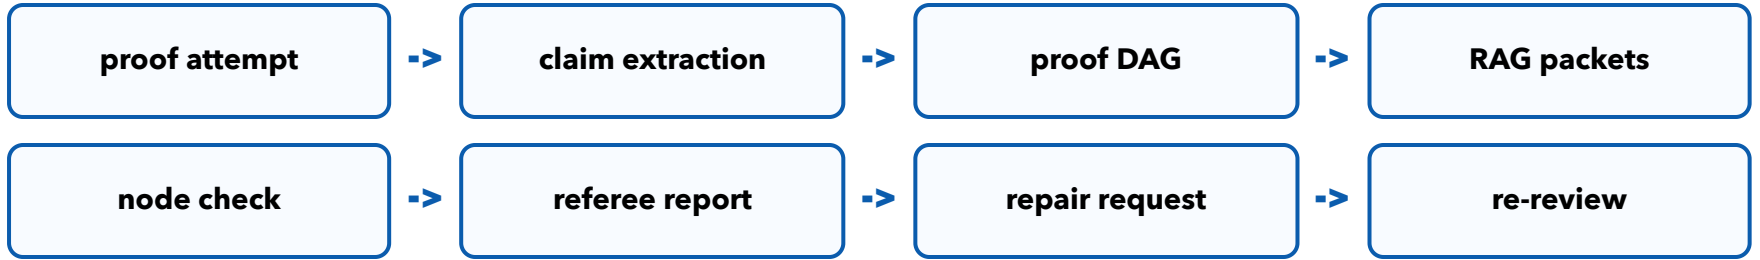 proof attempt -> claim extraction -> proof DAG -> RAG packets
node check -> referee report -> repair request -> re-review